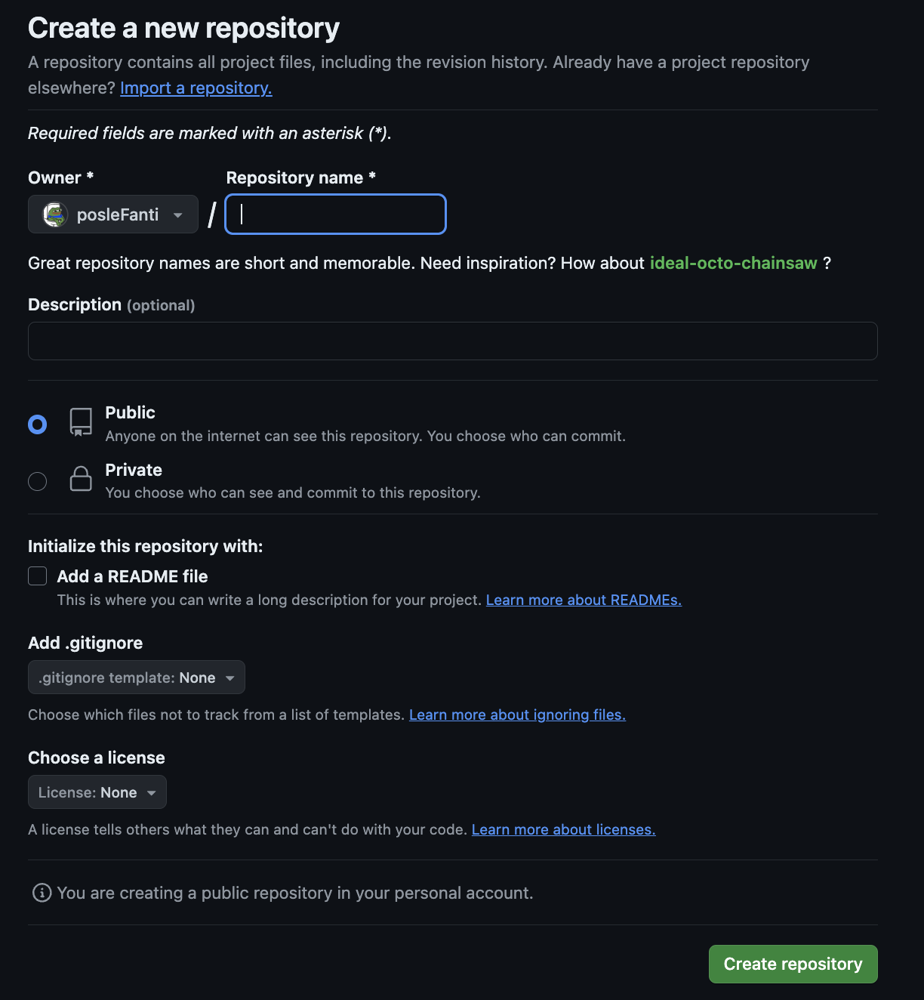 Create a new repository
A repository contains all project files, including the revision history. Already have a project repository
elsewhere? Import a repository.
Required fields are marked with an asterisk (*).
Owner *
Repository name *
posleFanti
/
Great repository names are short and memorable. Need inspiration? How about ideal-octo-chainsaw ?
Description (optional)
Public
Anyone on the internet can see this repository. You choose who can commit.
Private
You choose who can see and commit to this repository.
Initialize this repository with:
Add a README file
This is where you can write a long description for your project. Learn more about READMEs.
Add .gitignore
.gitignore template: None
Choose which files not to track from a list of templates. Learn more about ignoring files.
Choose a license
License: None
A license tells others what they can and can't do with your code. Learn more about licenses.
You are creating a public repository in your personal account.
Create repository